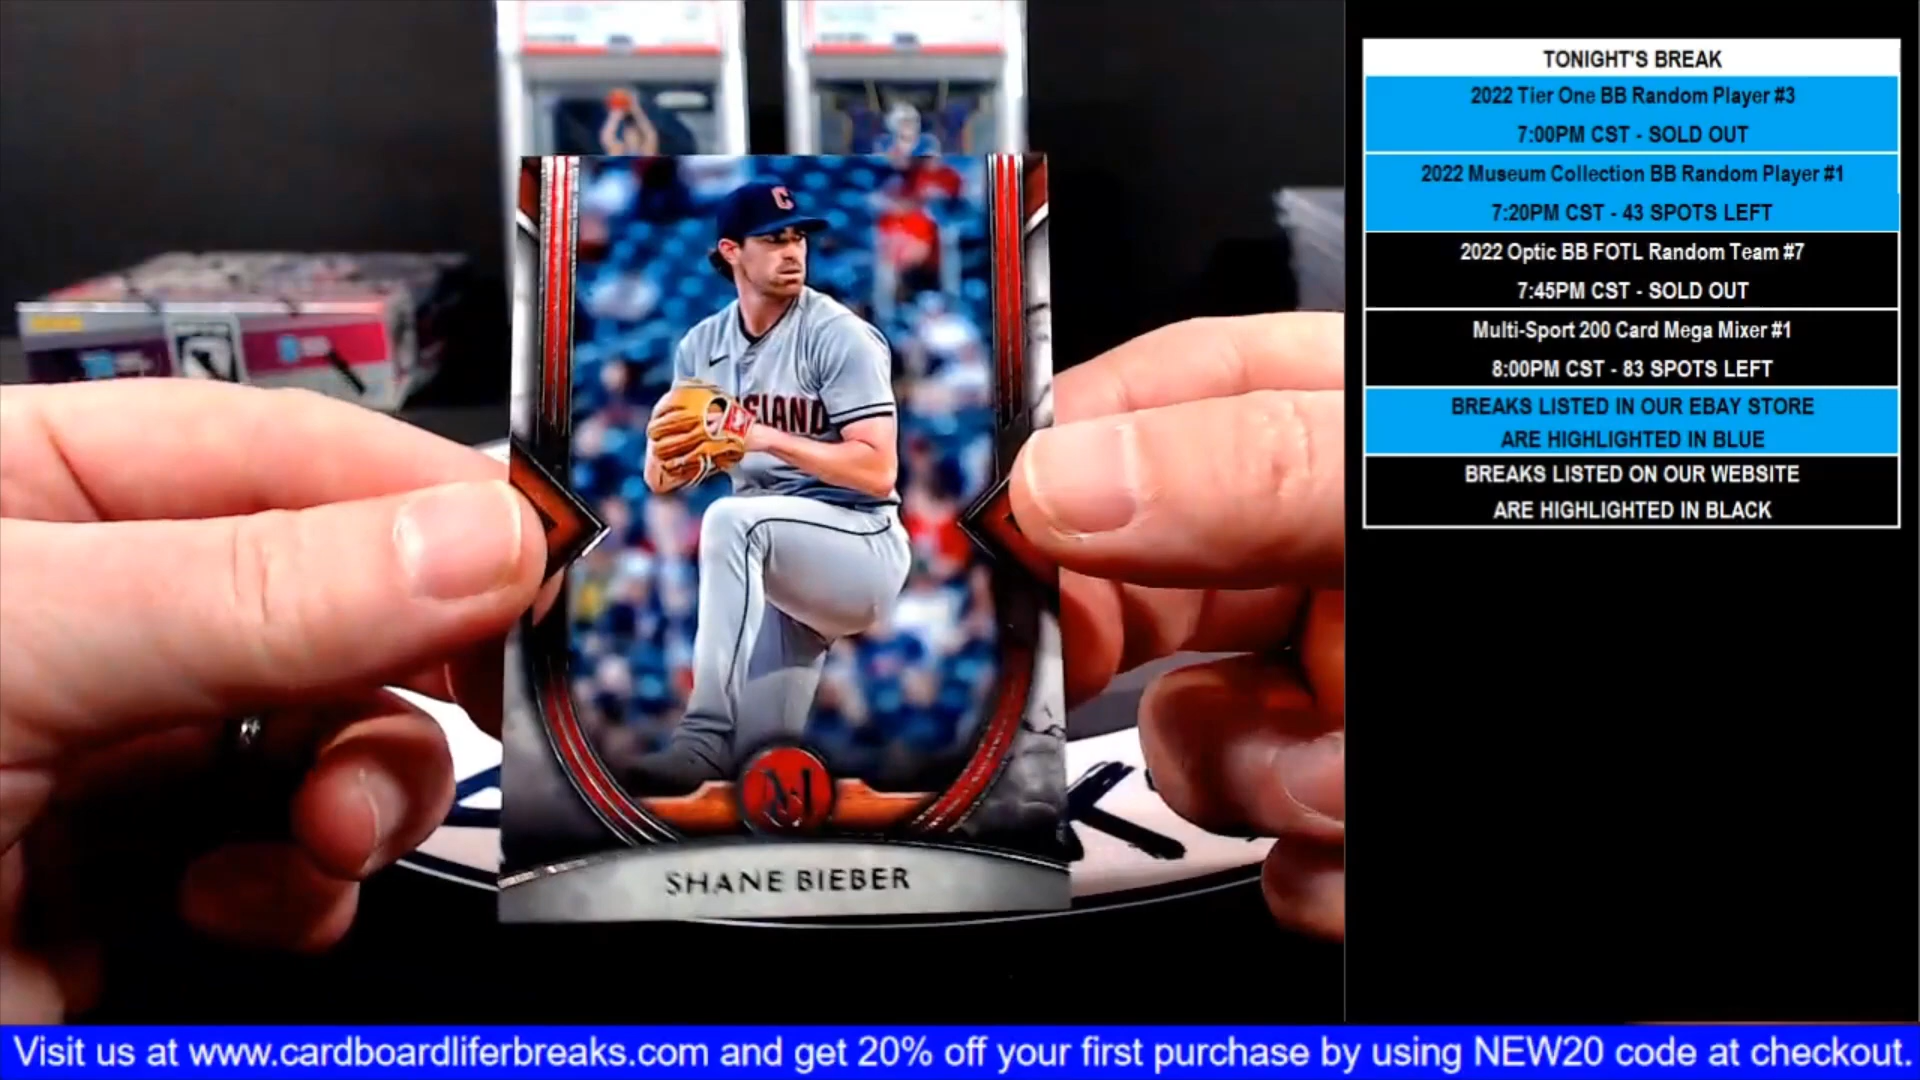 TONIGHT'S BREAK
2022 Tier One BB Random Player #3
7:00PM CST - SOLD OUT
2022 Museum Collection BB Random Player #1
7:20PM CST - 43 SPOTS LEFT
2022 Optic BB FOTL Random Team #7
7:45PM CST - SOLD OUT
Multi-Sport 200 Card Mega Mixer #1
8:00PM CST - 83 SPOTS LEFT
BREAKS LISTED IN OUR EBAY STORE
ARE HIGHLIGHTED IN BLUE
BREAKS LISTED ON OUR WEBSITE
ARE HIGHLIGHTED IN BLACK
C
ELAND
M
SHANE BIEBER
K
Visit us at www.cardboardliferbreaks.com and get 20% off your first purchase by using NEW20 code at checkout.